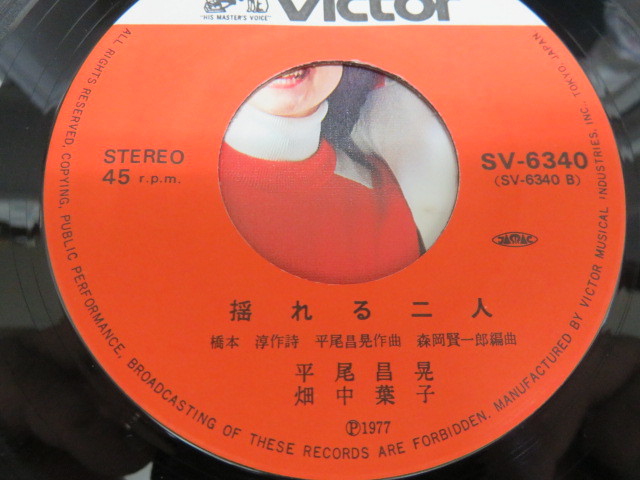 "HIS MASTER'S VOICE"
Victor
STEREO
45 r.p.m.
SV-6340
(SV-6340 B)
JASRAC
揺れる二人
橋本 淳作詩 平尾昌晃作曲 森岡賢一郎編曲
平尾昌晃
畑中葉子
Ⓟ1977
ALL RIGHTS RESERVED. COPYING, PUBLIC PERFORMANCE, BROADCASTING OF THESE RECORDS ARE FORBIDDEN. MANUFACTURED BY VICTOR MUSICAL INDUSTRIES, INC. TOKYO, JAPAN